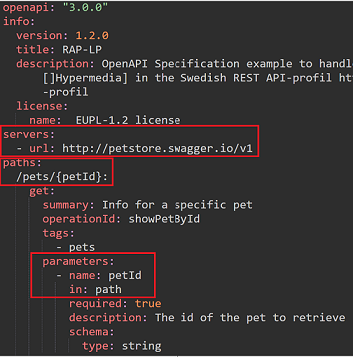 openapi: "3.0.0"
info:
version: 1.2.0
title: RAP-LP
description: OpenAPI Specification example to handl
[]Hypermedia] in the Swedish REST API-profil ht
-profil
license:
name: EUPL-1.2 license
servers:
- url: http://petstore.swagger.io/v1
paths:
/pets/{petId}:
get:
summary: Info for a specific pet
operationId: showPetById
tags:
- pets
parameters:
- name: petId
in: path
required: true
description: The id of the pet to retrieve
schema:
type: string